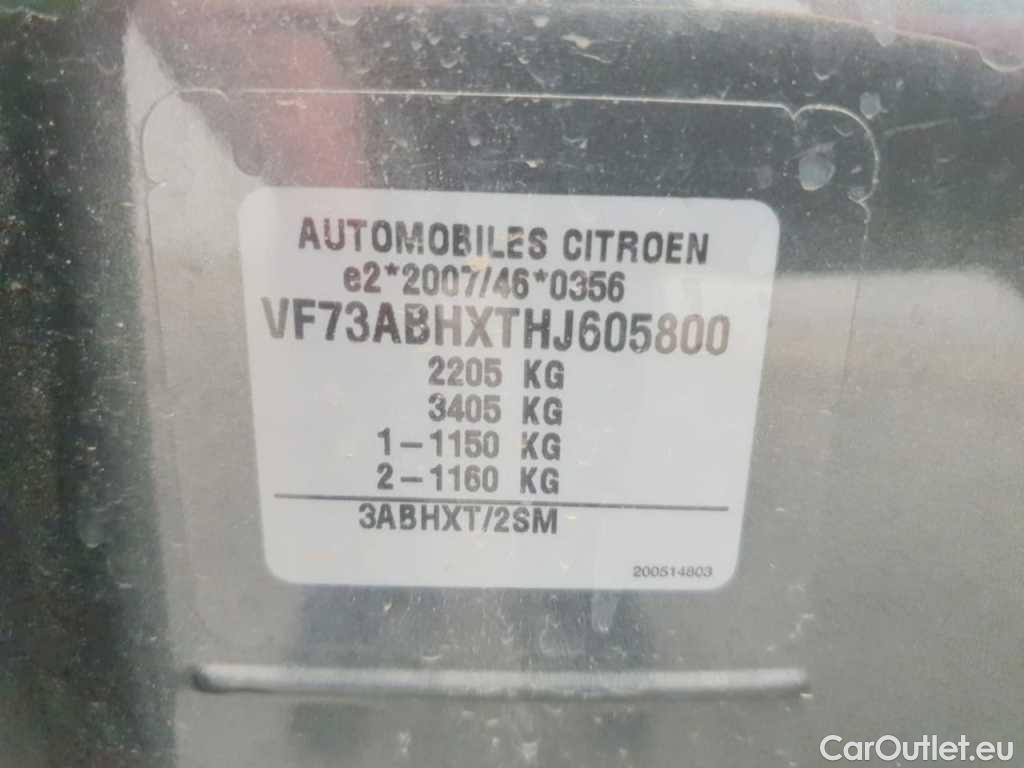 AUTOMOBILES CITROEN
e2*2007/46*0356
VF73ABHXTHJ605800
2205 KG
3405 KG
1-1150 KG
2-1160 KG
3ABHXT/2SM
200514803
CarOutlet.eu